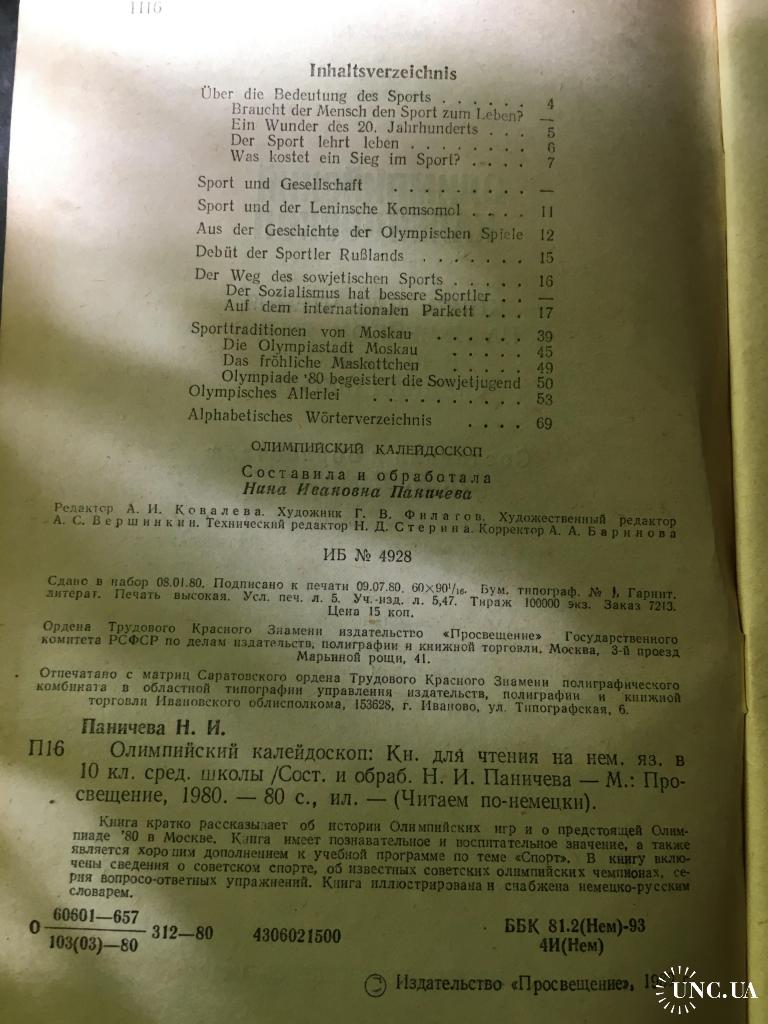 П16
Inhaltsverzeichnis
Über die Bedeutung des Sports . . . . . . 4
Braucht der Mensch den Sport zum Leben? —
Ein Wunder des 20. Jahrhunderts . . . 5
Der Sport lehrt leben . . . . . . . . 6
Was kostet ein Sieg im Sport? . . . . 7
Sport und Gesellschaft . . . . . . . . . —
Sport und der Leninsche Komsomol . . . . 11
Aus der Geschichte der Olympischen Spiele 12
Debüt der Sportler Rußlands . . . . . . . 15
Der Weg des sowjetischen Sports . . . . . 16
Der Sozialismus hat bessere Sportler . . —
Auf dem internationalen Parkett . . . 17
Sporttraditionen von Moskau . . . . . . 39
Die Olympiastadt Moskau . . . . . 45
Das fröhliche Maskottchen . . . . . 49
Olympiade '80 begeistert die Sowjetjugend 50
Olympisches Allerlei . . . . . . . . . . 53
Alphabetisches Wörterverzeichnis . . . . 69
ОЛИМПИЙСКИЙ КАЛЕЙДОСКОП
Составила и обработала
Нина Ивановна Паничева
Редактор А. И. Ковалева. Художник Г. В. Филатов. Художественный редактор
А. С. Вершинкин. Технический редактор Н. Д. Стерина. Корректор А. А. Баринова
ИБ № 4928
Сдано в набор 08.01.80. Подписано к печати 09.07.80. 60×90 1/16. Бум. типограф. № 1. Гарнит.
литерат. Печать высокая. Усл. печ. л. 5. Уч.-изд. л. 5,47. Тираж 100000 экз. Заказ 7213.
Цена 15 коп.
Ордена Трудового Красного Знамени издательство «Просвещение» Государственного
комитета РСФСР по делам издательств, полиграфии и книжной торговли. Москва, 3-й проезд
Марьиной рощи, 41.
Отпечатано с матриц Саратовского ордена Трудового Красного Знамени полиграфического
комбината в областной типографии управления издательств, полиграфии и книжной
торговли Ивановского облисполкома, 153628, г. Иваново, ул. Типографская, 6.
Паничева Н. И.
П16 Олимпийский калейдоскоп: Кн. для чтения на нем. яз. в
10 кл. сред. школы /Сост. и обраб. Н. И. Паничева — М.: Про-
свещение, 1980. — 80 с., ил. — (Читаем по-немецки).
Книга кратко рассказывает об истории Олимпийских игр и о предстоящей Олим-
пиаде '80 в Москве. Книга имеет познавательное и воспитательное значение, а также
является хорошим дополнением к учебной программе по теме «Спорт». В книгу вклю-
чены сведения о советском спорте, об известных советских олимпийских чемпионах, се-
рия вопросо-ответных упражнений. Книга иллюстрирована и снабжена немецко-русским
словарем.
О 60601—657
103(03)—80 312—80 4306021500
ББК 81.2(Нем)-93
4И(Нем)
© Издательство «Просвещение»,
UNC.UA